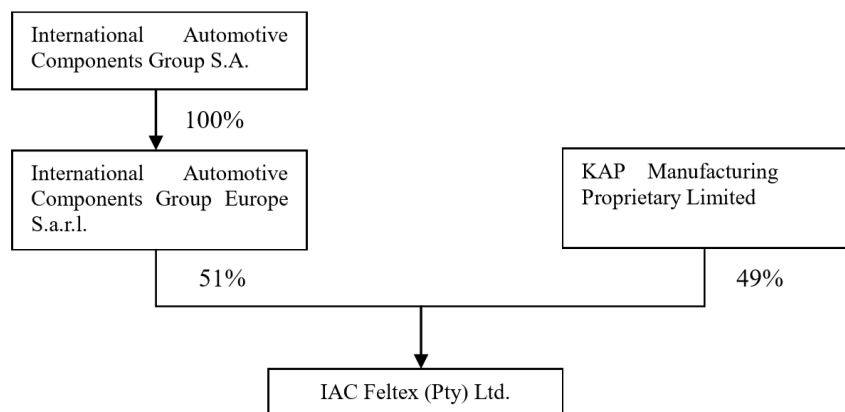 International Automotive
Components Group S.A.
100%
International Automotive
Components Group Europe
S.a.r.l.
KAP Manufacturing
Proprietary Limited
51%
49%
IAC Feltex (Pty) Ltd.